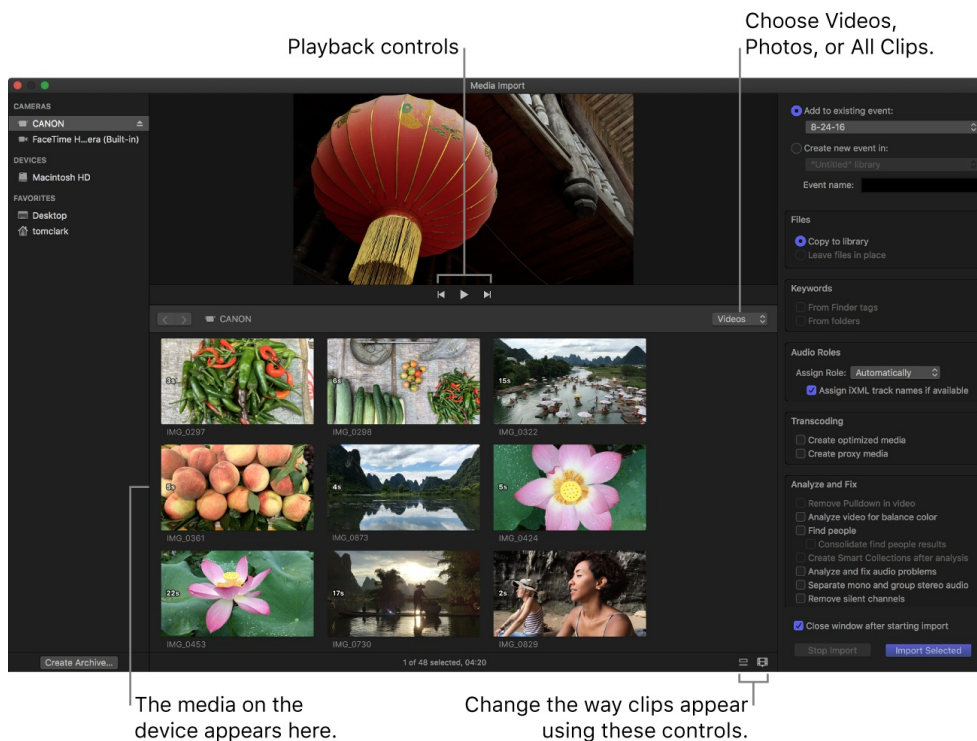 Choose Videos,
Photos, or All Clips.
Playback controls
Media Import
CAMERAS
CANON
FaceTime H...era (Built-in)
DEVICES
Macintosh HD
FAVORITES
Desktop
tomclark
Add to existing event:
8-24-16
Create new event in:
"Untitled" library
Event name:
Files
Copy to library
Leave files in place
Keywords
From Finder tags
From folders
Audio Roles
Assign Role: Automatically
Assign iXML track names if available
Transcoding
Create optimized media
Create proxy media
Analyze and Fix
Remove Pulldown in video
Analyze video for balance color
Find people
Consolidate find people results
Create Smart Collections after analysis
Analyze and fix audio problems
Separate mono and group stereo audio
Remove silent channels
Close window after starting import
Stop Import
Import Selected
CANON
Videos
3s
6s
15s
IMG_0297
IMG_0298
IMG_0322
5s
4s
5s
IMG_0361
IMG_0873
IMG_0424
22s
17s
2s
IMG_0453
IMG_0730
IMG_0829
Create Archive...
1 of 48 selected, 04:20
The media on the
device appears here.
Change the way clips appear
using these controls.